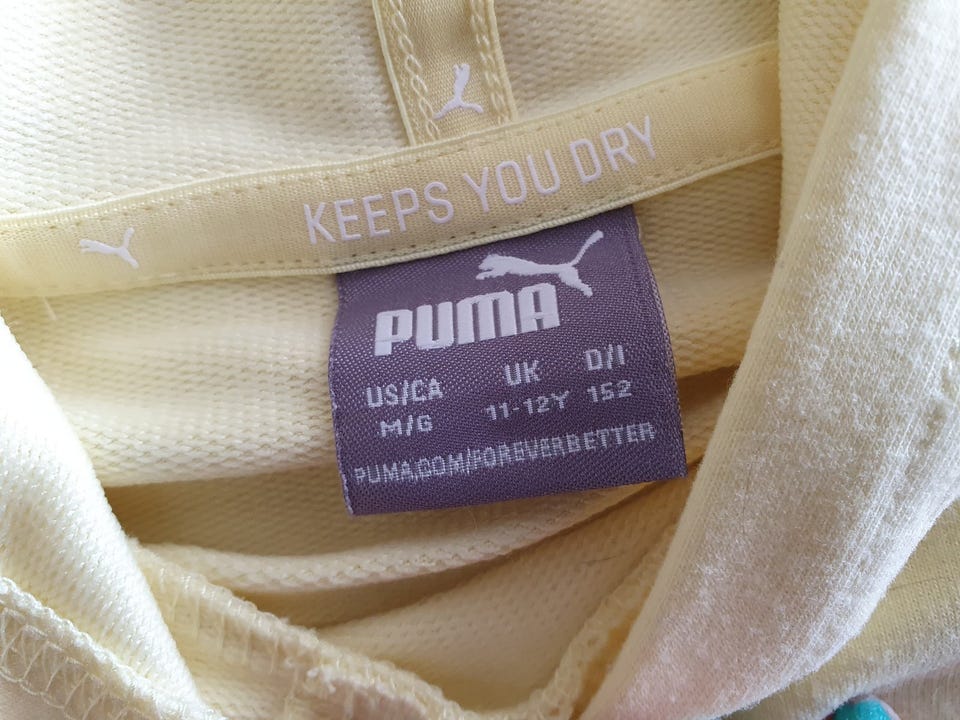 KEEPS YOU DRY
PUMA
US/CA UK D/I
M/G 11-12Y 152
PUMA.COM/FOREVERBETTER